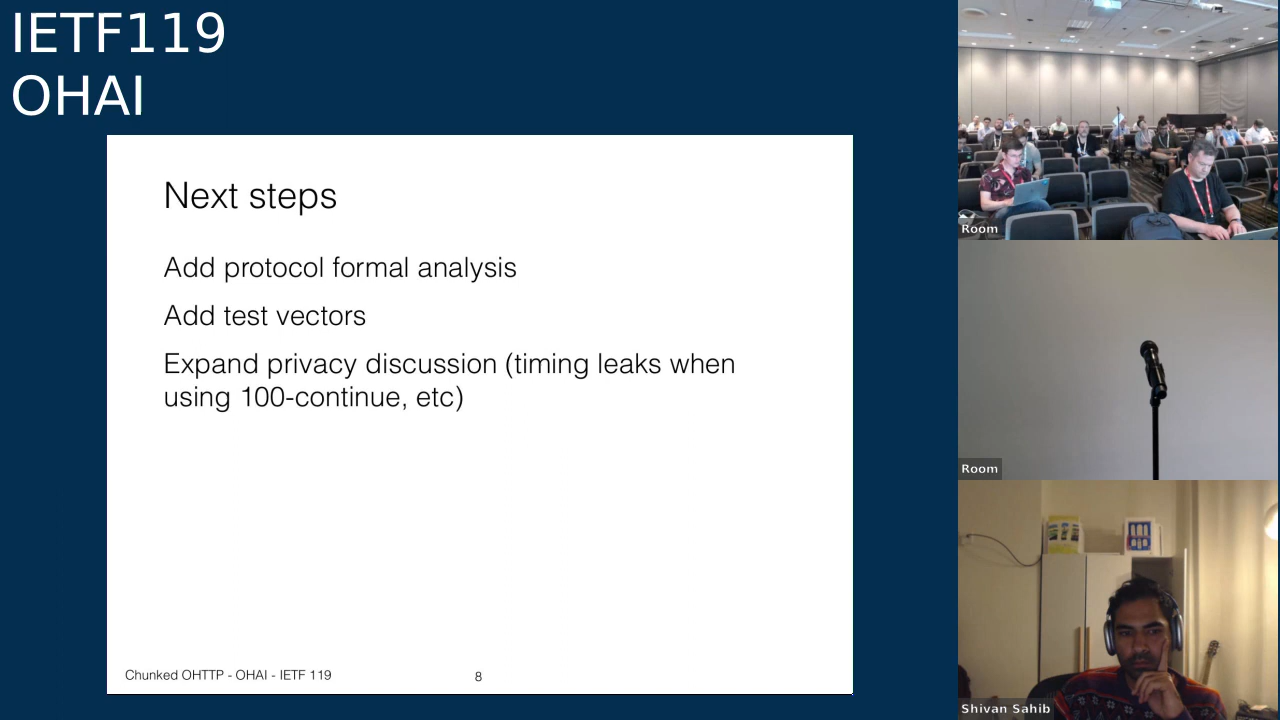 IETF119
OHAI
Next steps
Add protocol formal analysis
Add test vectors
Expand privacy discussion (timing leaks when
using 100-continue, etc)
Chunked OHTTP - OHAI - IETF 119
8
Room
Room
Shivan Sahib